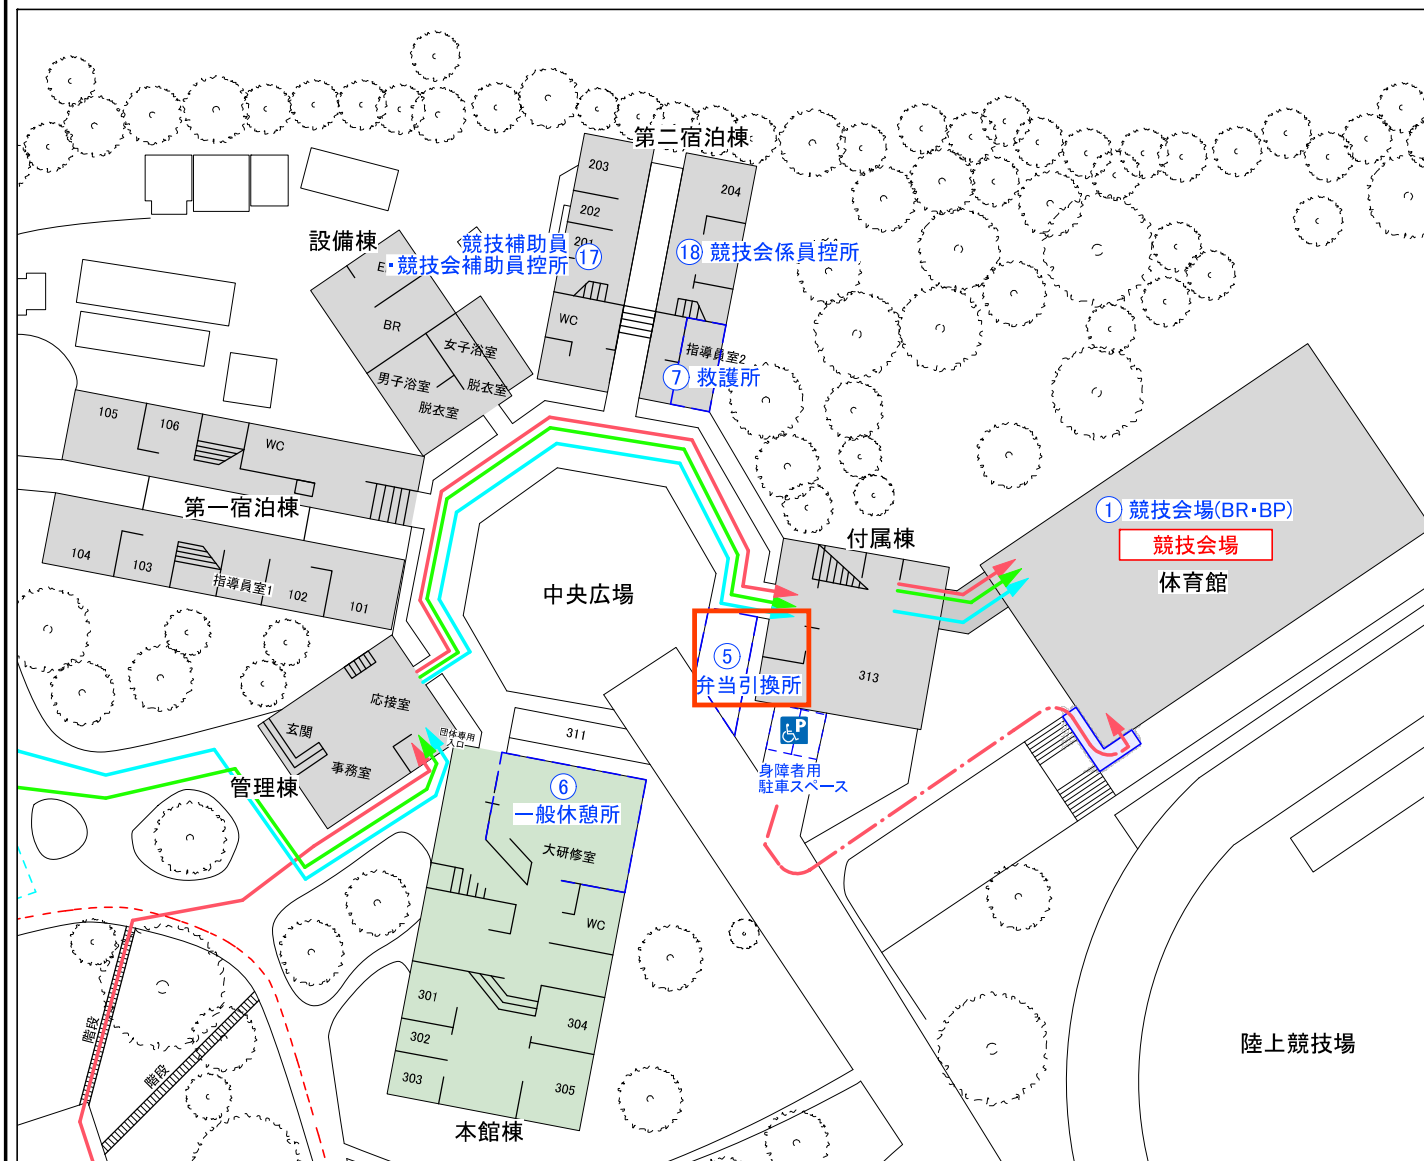 第二宿泊棟
203
204
202
201
設備棟
競技補助員
・競技会補助員控所
⑰
⑱ 競技会係員控所
BR
WC
女子浴室
指導員室2
男子浴室
脱衣室
⑦ 救護所
脱衣室
105
106
WC
第一宿泊棟
① 競技会場(BR・BP)
競技会場
体育館
付属棟
104
103
指導員室1
102
101
中央広場
⑤
弁当引換所
313
応接室
玄関
団体専用
入口
311
事務室
管理棟
P
身障者用
駐車スペース
⑥
一般休憩所
大研修室
WC
301
302
303
304
305
階段
階段
本館棟
陸上競技場